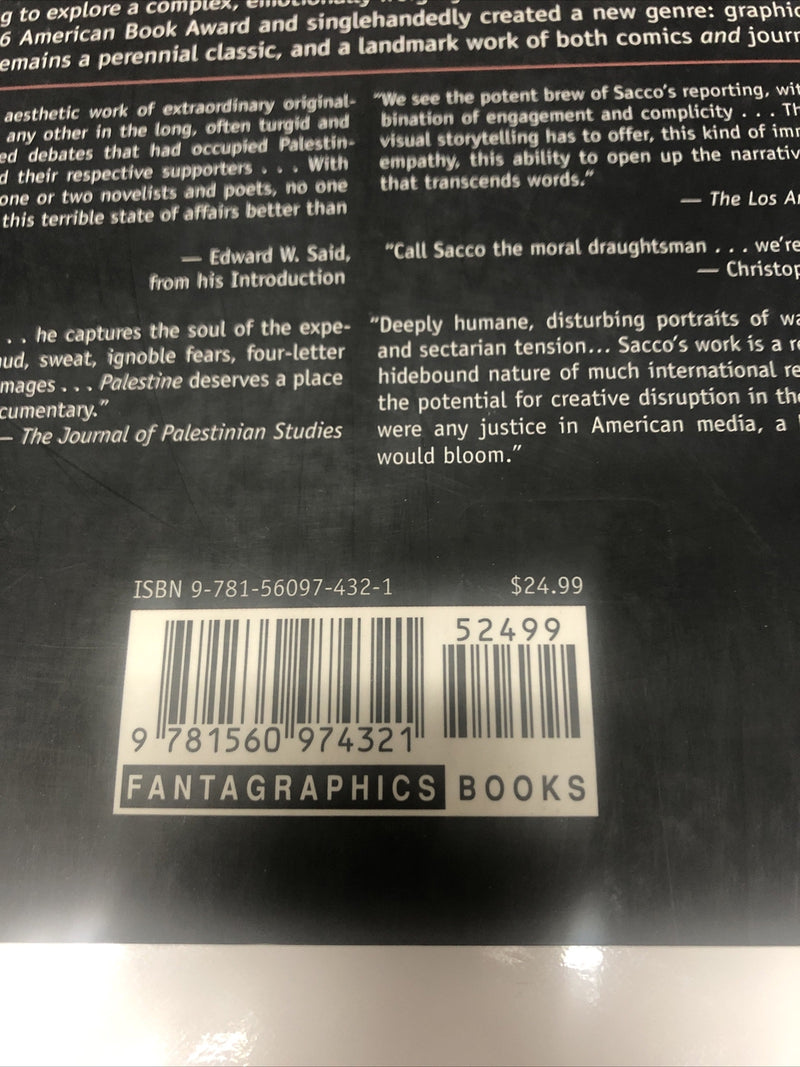 g to explore a complex,
6 American Book Award and singlehandedly created a new genre: graphic
emains a perennial classic, and a landmark work of both comics and journ
aesthetic work of extraordinary original-
any other in the long, often turgid and
ed debates that had occupied Palestin-
d their respective supporters . . . With
one or two novelists and poets, no one
this terrible state of affairs better than
— Edward W. Said,
from his Introduction
. . he captures the soul of the expe-
ud, sweat, ignoble fears, four-letter
mages . . . Palestine deserves a place
cumentary.”
— The Journal of Palestinian Studies
“We see the potent brew of Sacco’s reporting, wit
bination of engagement and complicity . . . Th
visual storytelling has to offer, this kind of imm
empathy, this ability to open up the narrativ
that transcends words.”
— The Los A
“Call Sacco the moral draughtsman . . . we’re
— Christop
“Deeply humane, disturbing portraits of wa
and sectarian tension... Sacco’s work is a re
hidebound nature of much international re
the potential for creative disruption in the
were any justice in American media, a
would bloom.”
ISBN 9-781-56097-432-1 $24.99
52499
9 781560 974321
FANTAGRAPHICS BOOKS